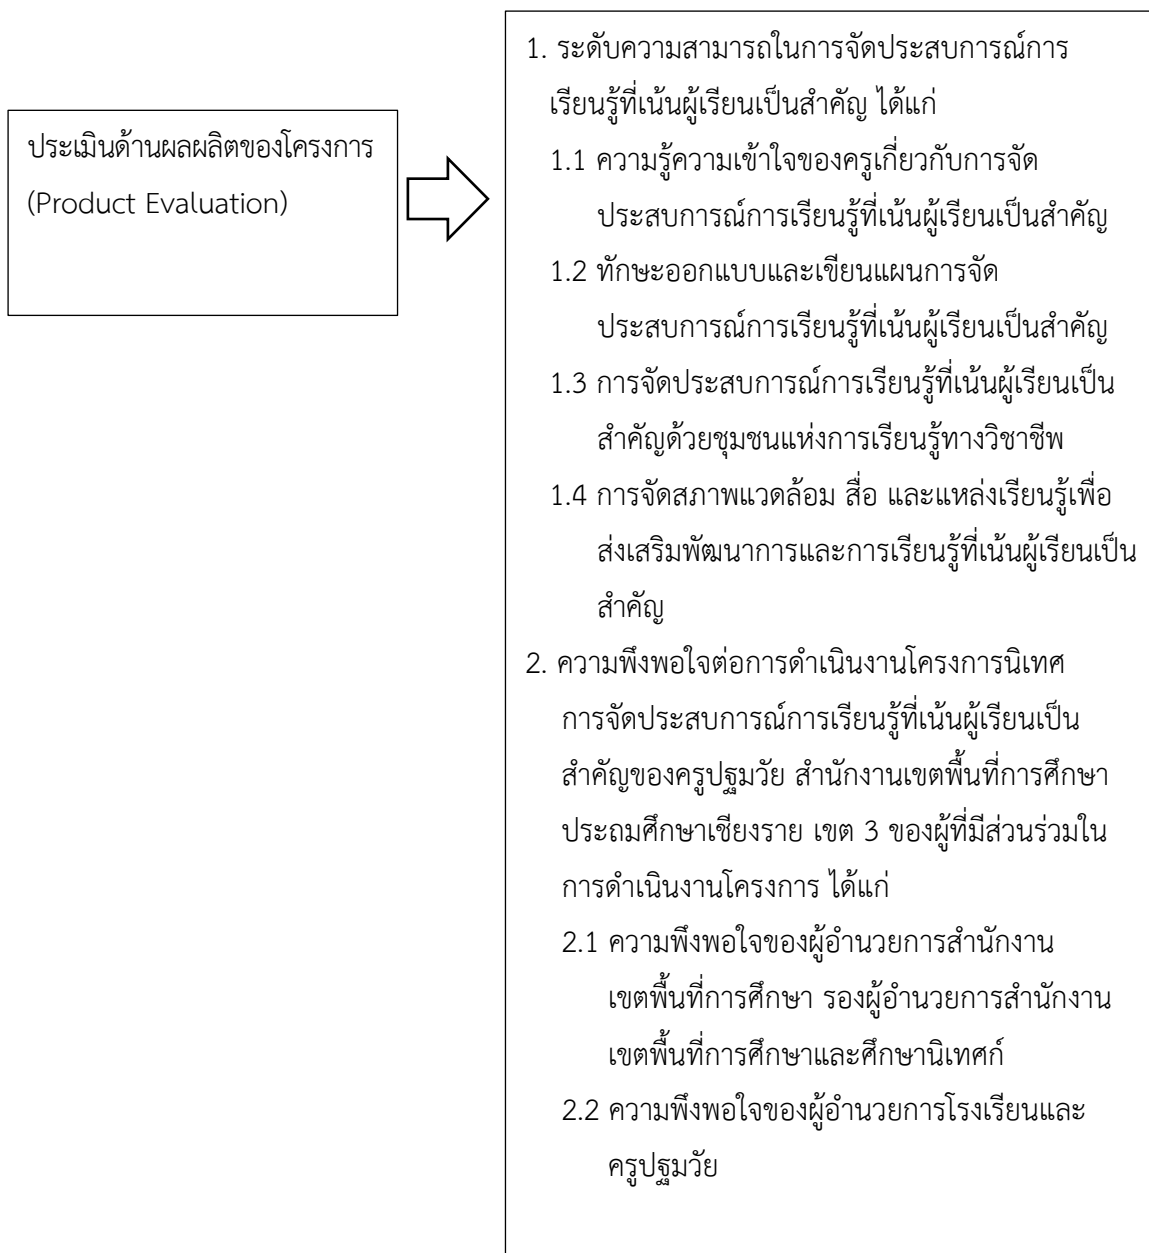 ประเมินด้านผลผลิตของโครงการ
(Product Evaluation)
1. ระดับความสามารถในการจัดประสบการณ์การ
เรียนรู้ที่เน้นผู้เรียนเป็นสำคัญ ได้แก่
1.1 ความรู้ความเข้าใจของครูเกี่ยวกับการจัด
ประสบการณ์การเรียนรู้ที่เน้นผู้เรียนเป็นสำคัญ
1.2 ทักษะออกแบบและเขียนแผนการจัด
ประสบการณ์การเรียนรู้ที่เน้นผู้เรียนเป็นสำคัญ
1.3 การจัดประสบการณ์การเรียนรู้ที่เน้นผู้เรียนเป็น
สำคัญด้วยชุมชนแห่งการเรียนรู้ทางวิชาชีพ
1.4 การจัดสภาพแวดล้อม สื่อ และแหล่งเรียนรู้เพื่อ
ส่งเสริมพัฒนาการและการเรียนรู้ที่เน้นผู้เรียนเป็น
สำคัญ
2. ความพึงพอใจต่อการดำเนินงานโครงการนิเทศ
การจัดประสบการณ์การเรียนรู้ที่เน้นผู้เรียนเป็น
สำคัญของครูปฐมวัย สำนักงานเขตพื้นที่การศึกษา
ประถมศึกษาเชียงราย เขต 3 ของผู้ที่มีส่วนร่วมใน
การดำเนินงานโครงการ ได้แก่
2.1 ความพึงพอใจของผู้อำนวยการสำนักงาน
เขตพื้นที่การศึกษา รองผู้อำนวยการสำนักงาน
เขตพื้นที่การศึกษาและศึกษานิเทศก์
2.2 ความพึงพอใจของผู้อำนวยการโรงเรียนและ
ครูปฐมวัย